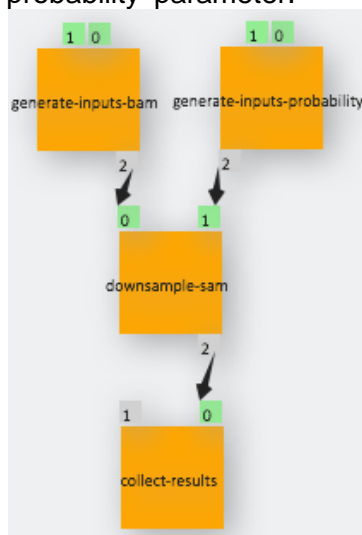 probability parameter.
1 0 1 0
generate-inputs-bam generate-inputs-probability
2 2
0 1
downsample-sam
2
1 0
collect-results